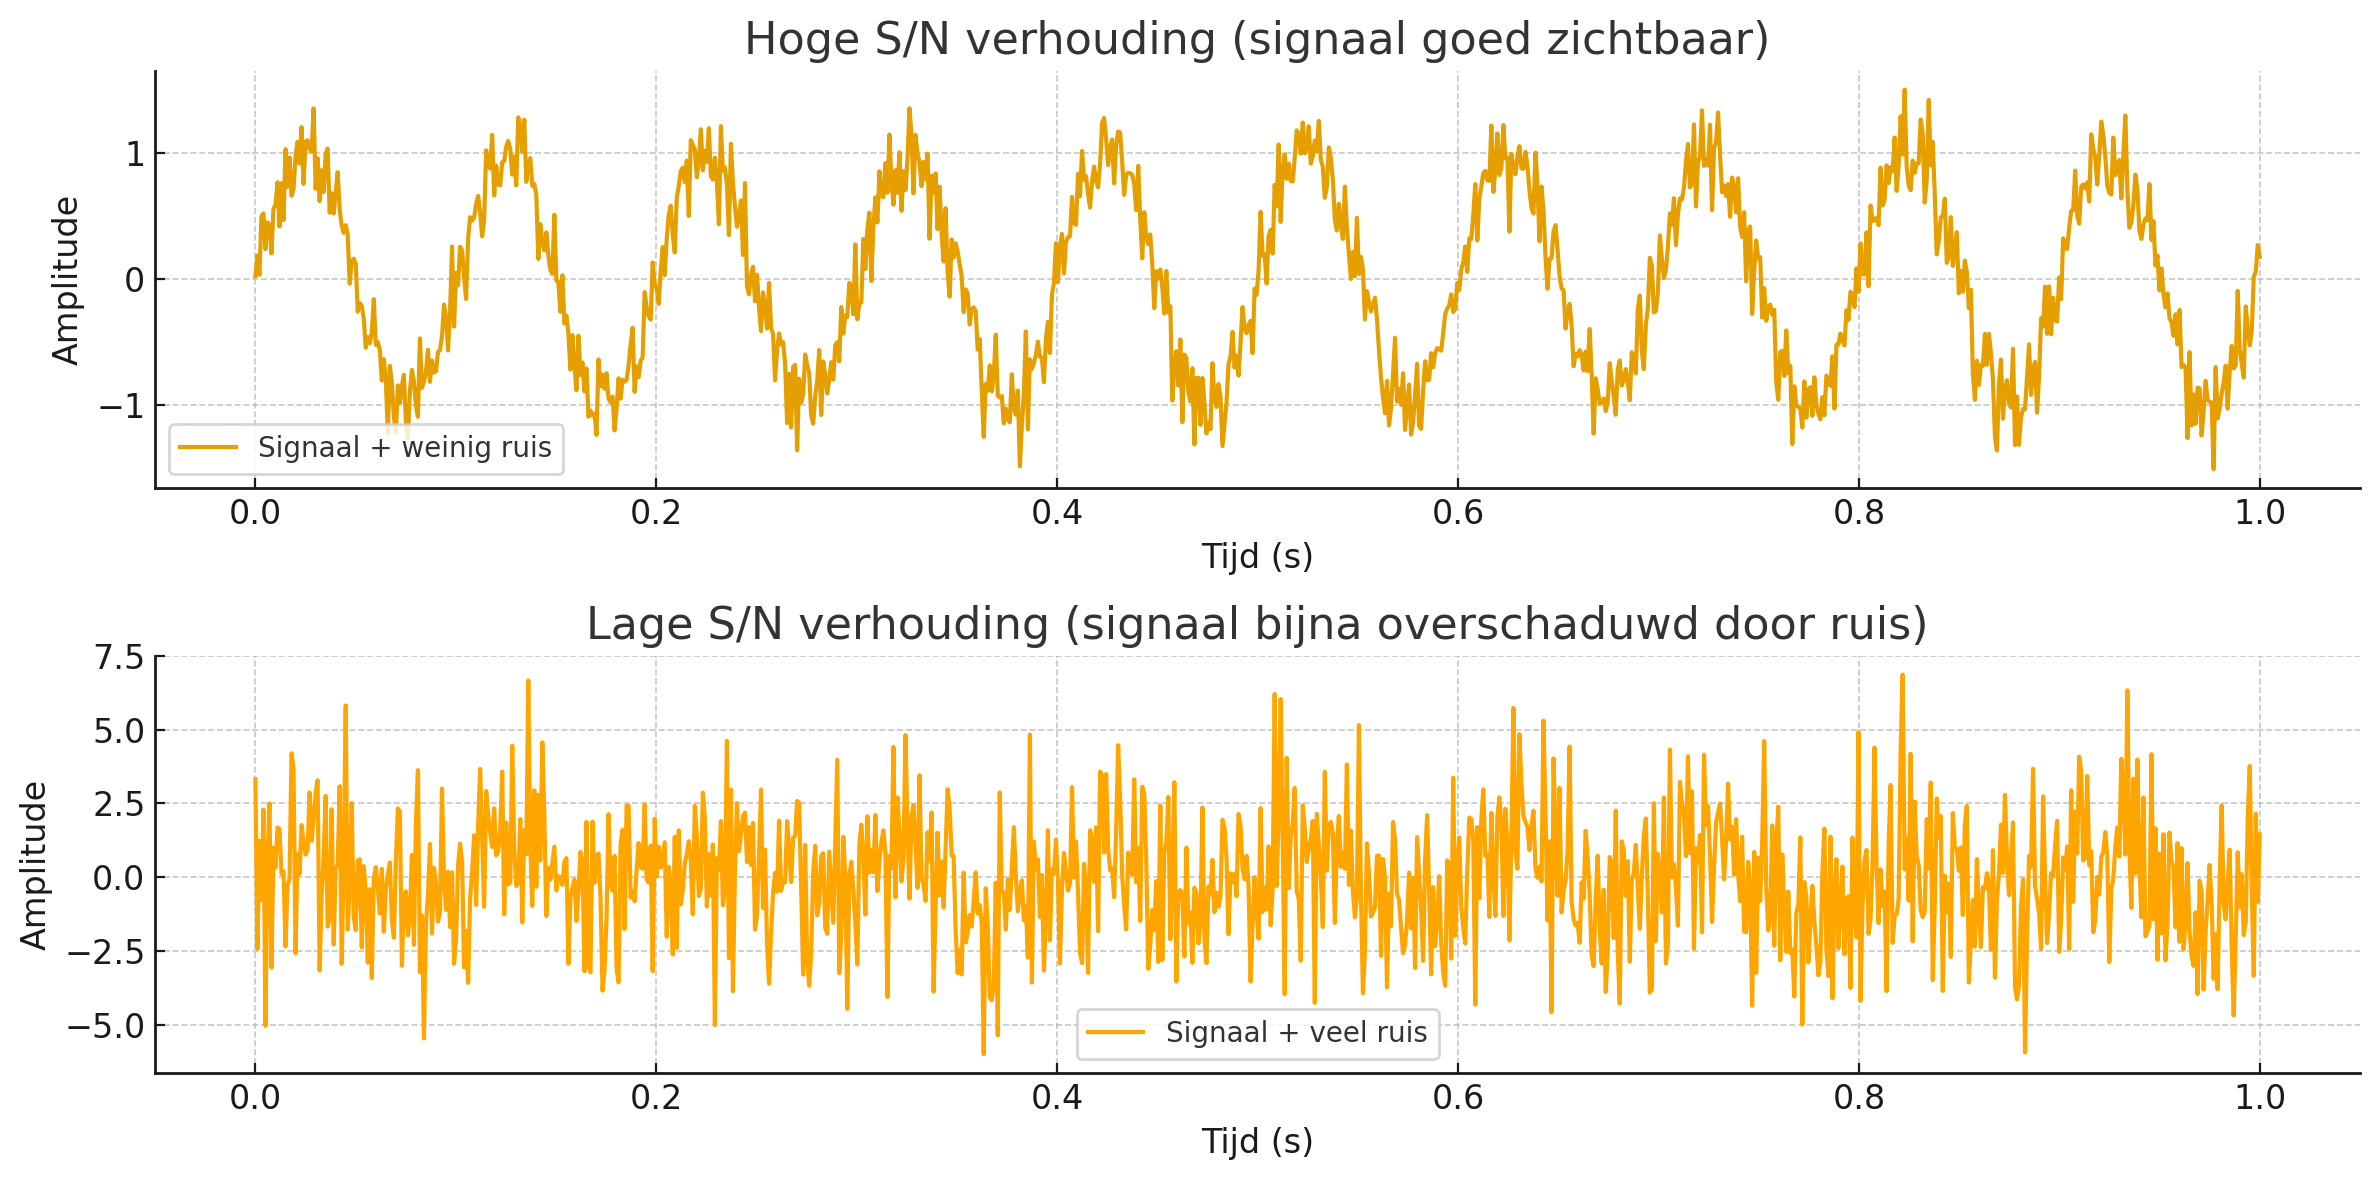 Hoge S/N verhouding (signaal goed zichtbaar)
Amplitude
1
0
−1
Signaal + weinig ruis
0.0 0.2 0.4 0.6 0.8 1.0
Tijd (s)
Lage S/N verhouding (signaal bijna overschaduwd door ruis)
Amplitude
7.5
5.0
2.5
0.0
−2.5
−5.0
Signaal + veel ruis
0.0 0.2 0.4 0.6 0.8 1.0
Tijd (s)